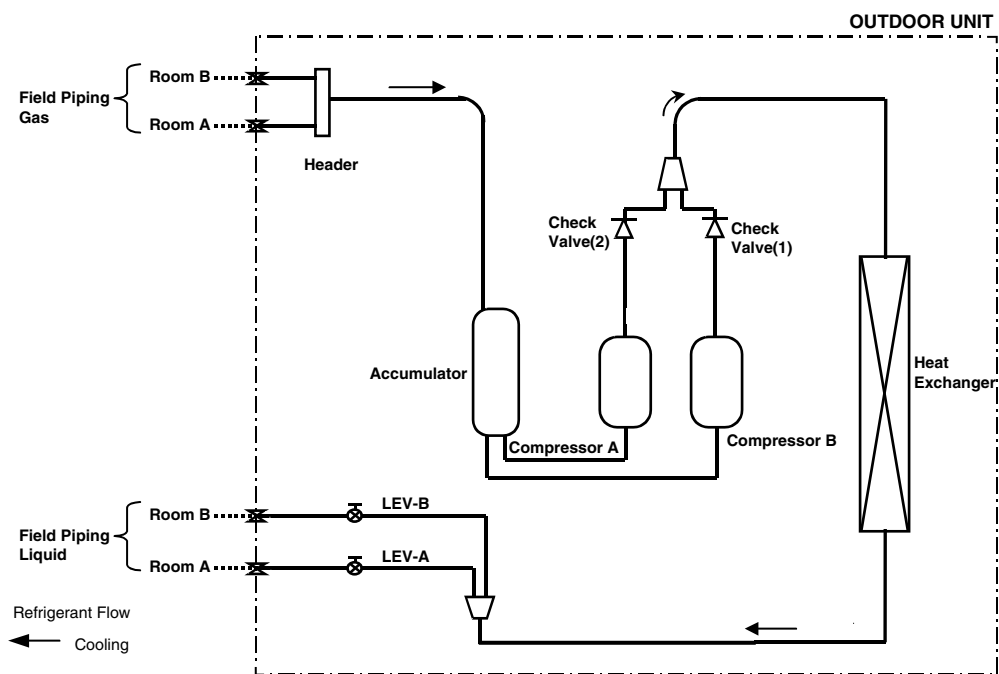 OUTDOOR UNIT
Room B
Field Piping
Gas
Room A
Header
Check
Valve(2)
Check
Valve(1)
Accumulator
Heat
Exchanger
Compressor A
Compressor B
Room B
LEV-B
Field Piping
Liquid
Room A
LEV-A
Refrigerant Flow
Cooling